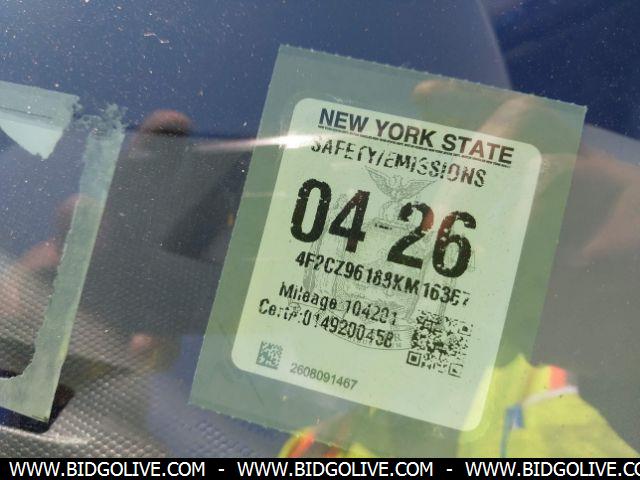 NEW YORK STATE
SAFETY/EMISSIONS
04-26
Mileage 104201
Cert#:0149200458
2608091467
WWW.BIDGOLIVE.COM - WWW.BIDGOLIVE.COM - WWW.BIDGOLIVE.COM